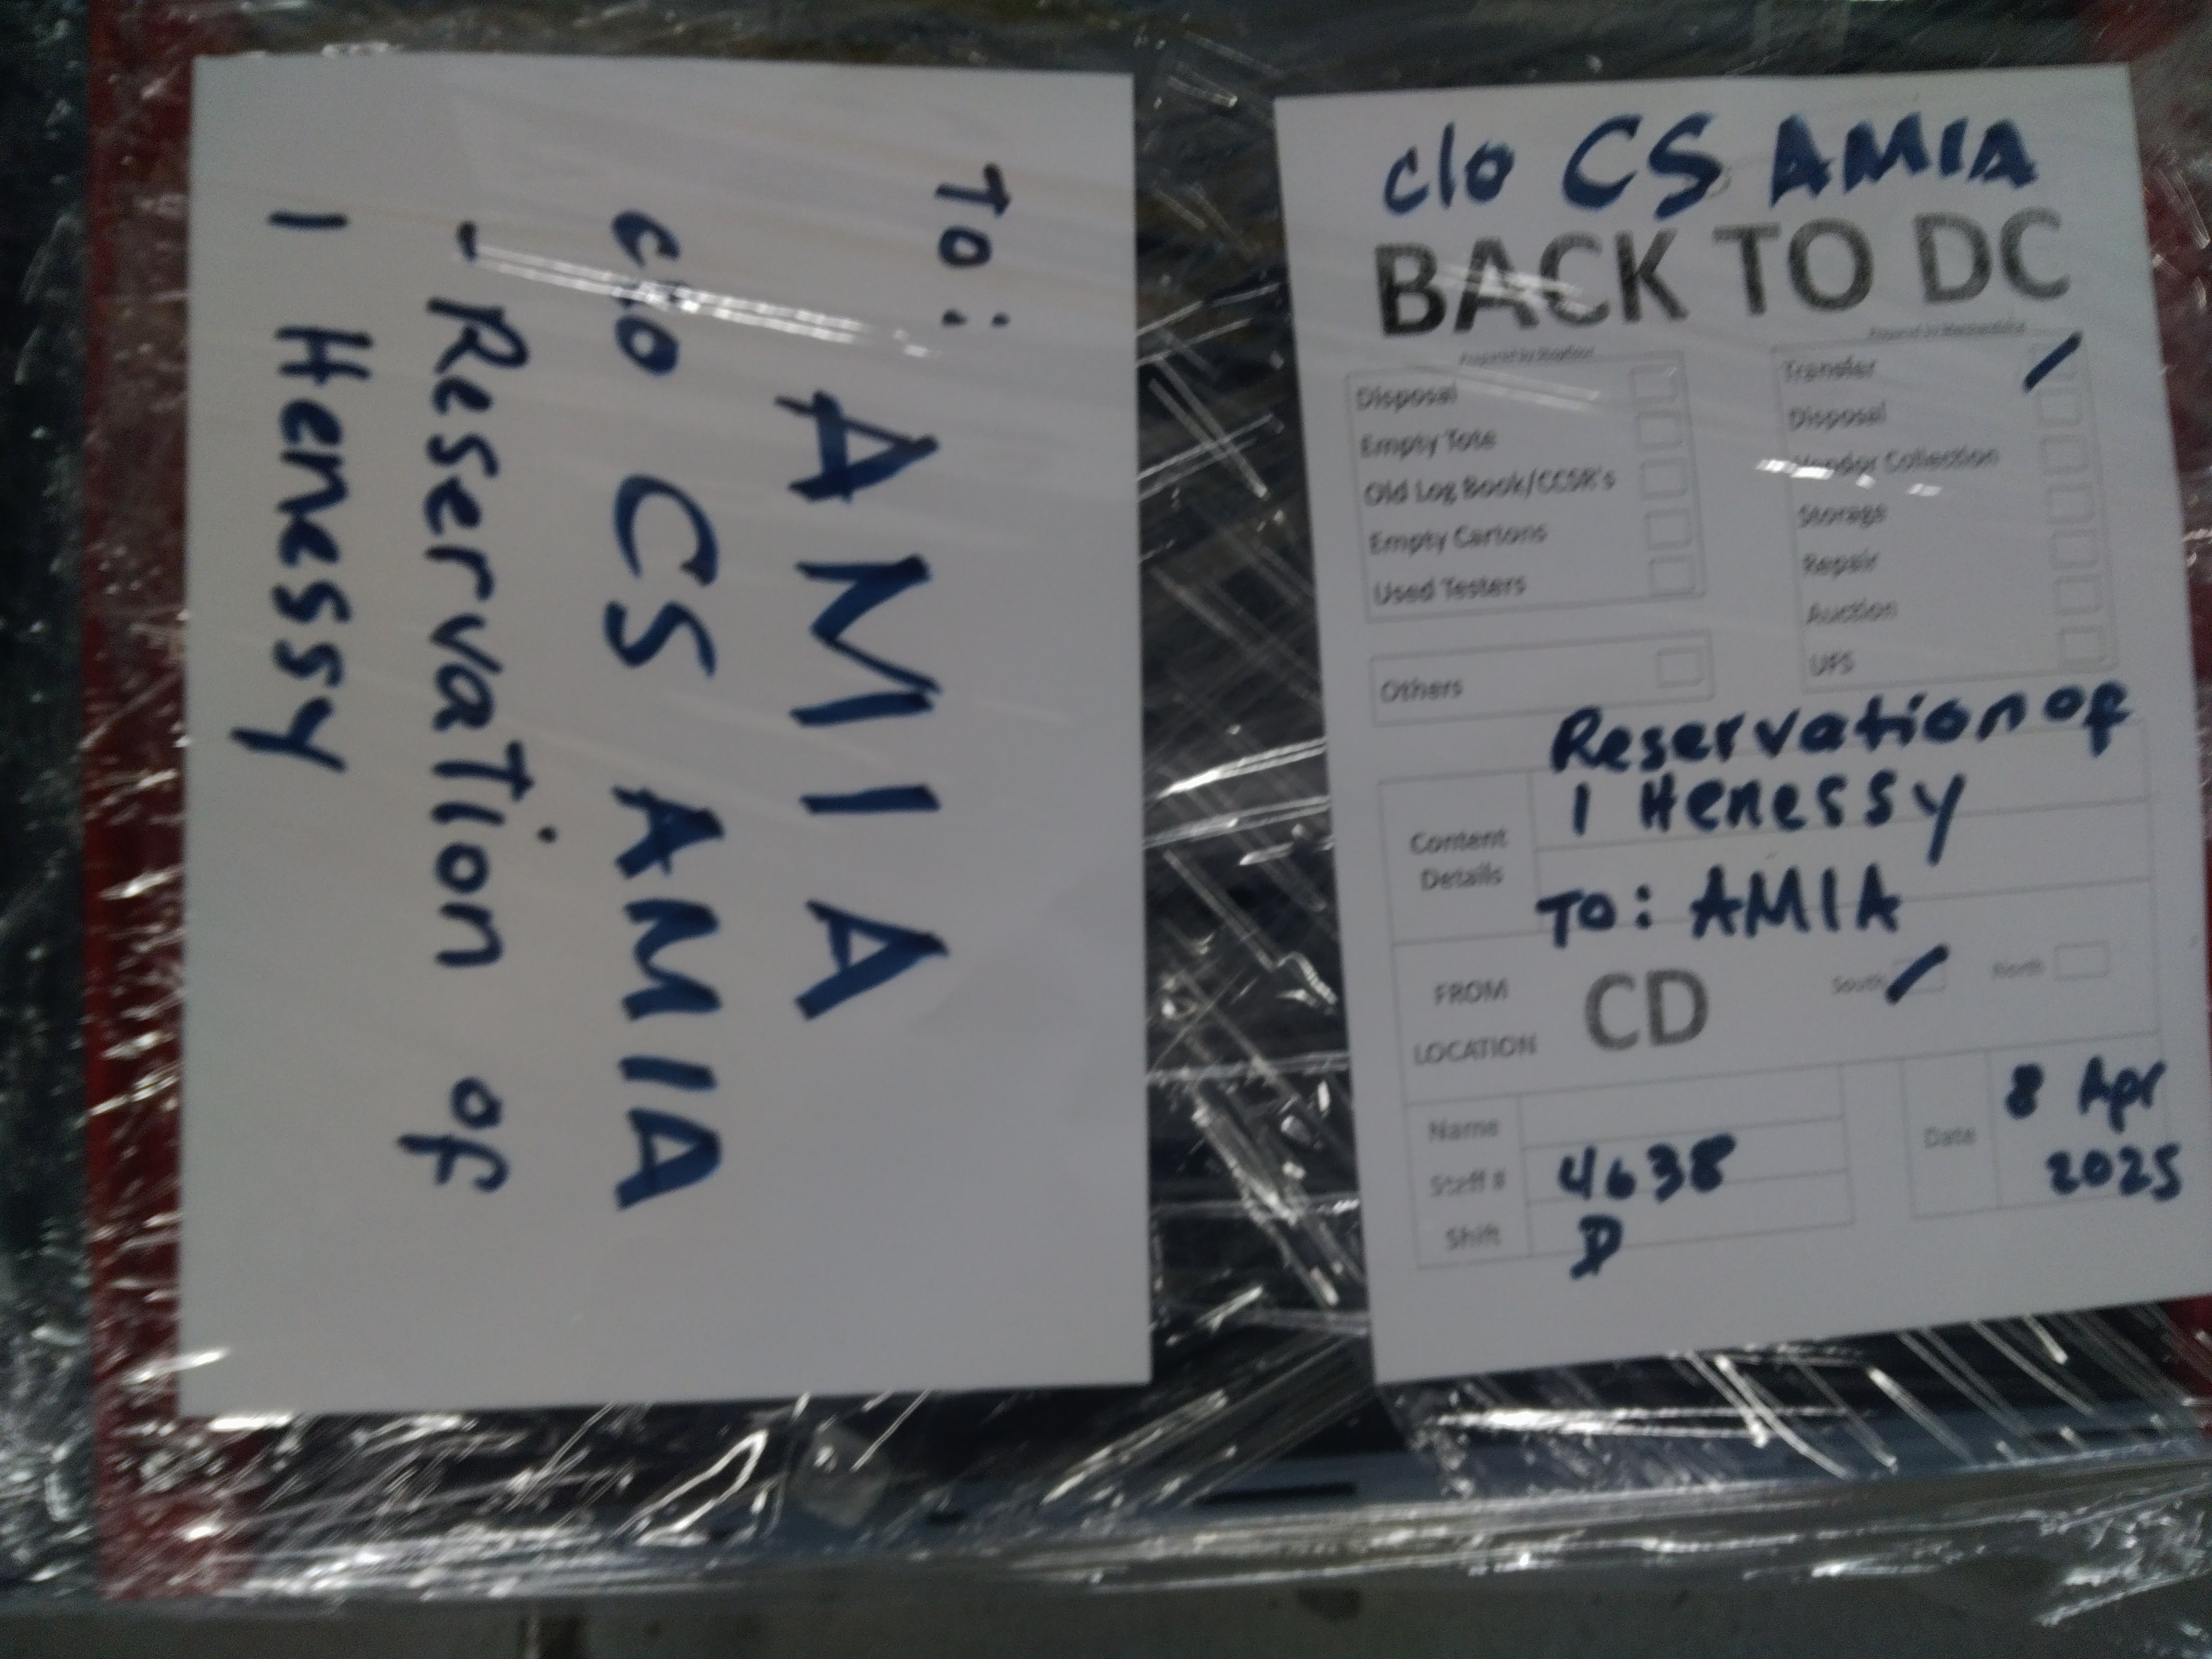 To:
AMIA
c/o CS AMIA
- Reservation of
1 Henessy
c/o CS AMIA
BACK TO DC
Disposal
Empty Tote
Old Log Book/CCSR's
Empty Cartons
Used Testers
Others
Transfer
Disposal
Vendor Collection
Storage
Repair
Auction
UFS
Reservation of
1 Henessy
Content
Details
TO: AMIA
FROM
LOCATION
CD
South
North
Name
Staff # 4638
Shift D
Date
8 Apr
2025